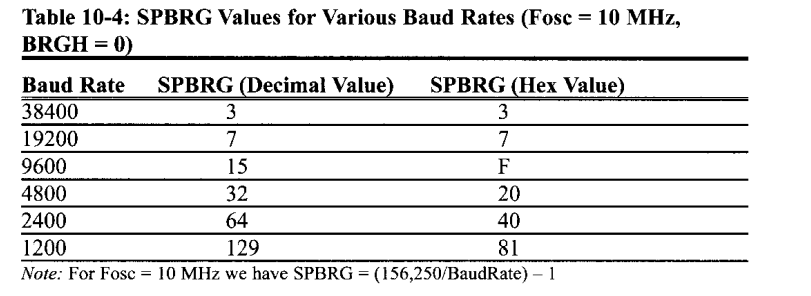 Table 10-4: SPBRG Values for Various Baud Rates (Fosc = 10 MHz,
BRGH = 0)
Baud Rate SPBRG (Decimal Value) SPBRG (Hex Value)
38400 3 3
19200 7 7
9600 15 F
4800 32 20
2400 64 40
1200 129 81
Note: For Fosc = 10 MHz we have SPBRG = (156,250/BaudRate) – 1